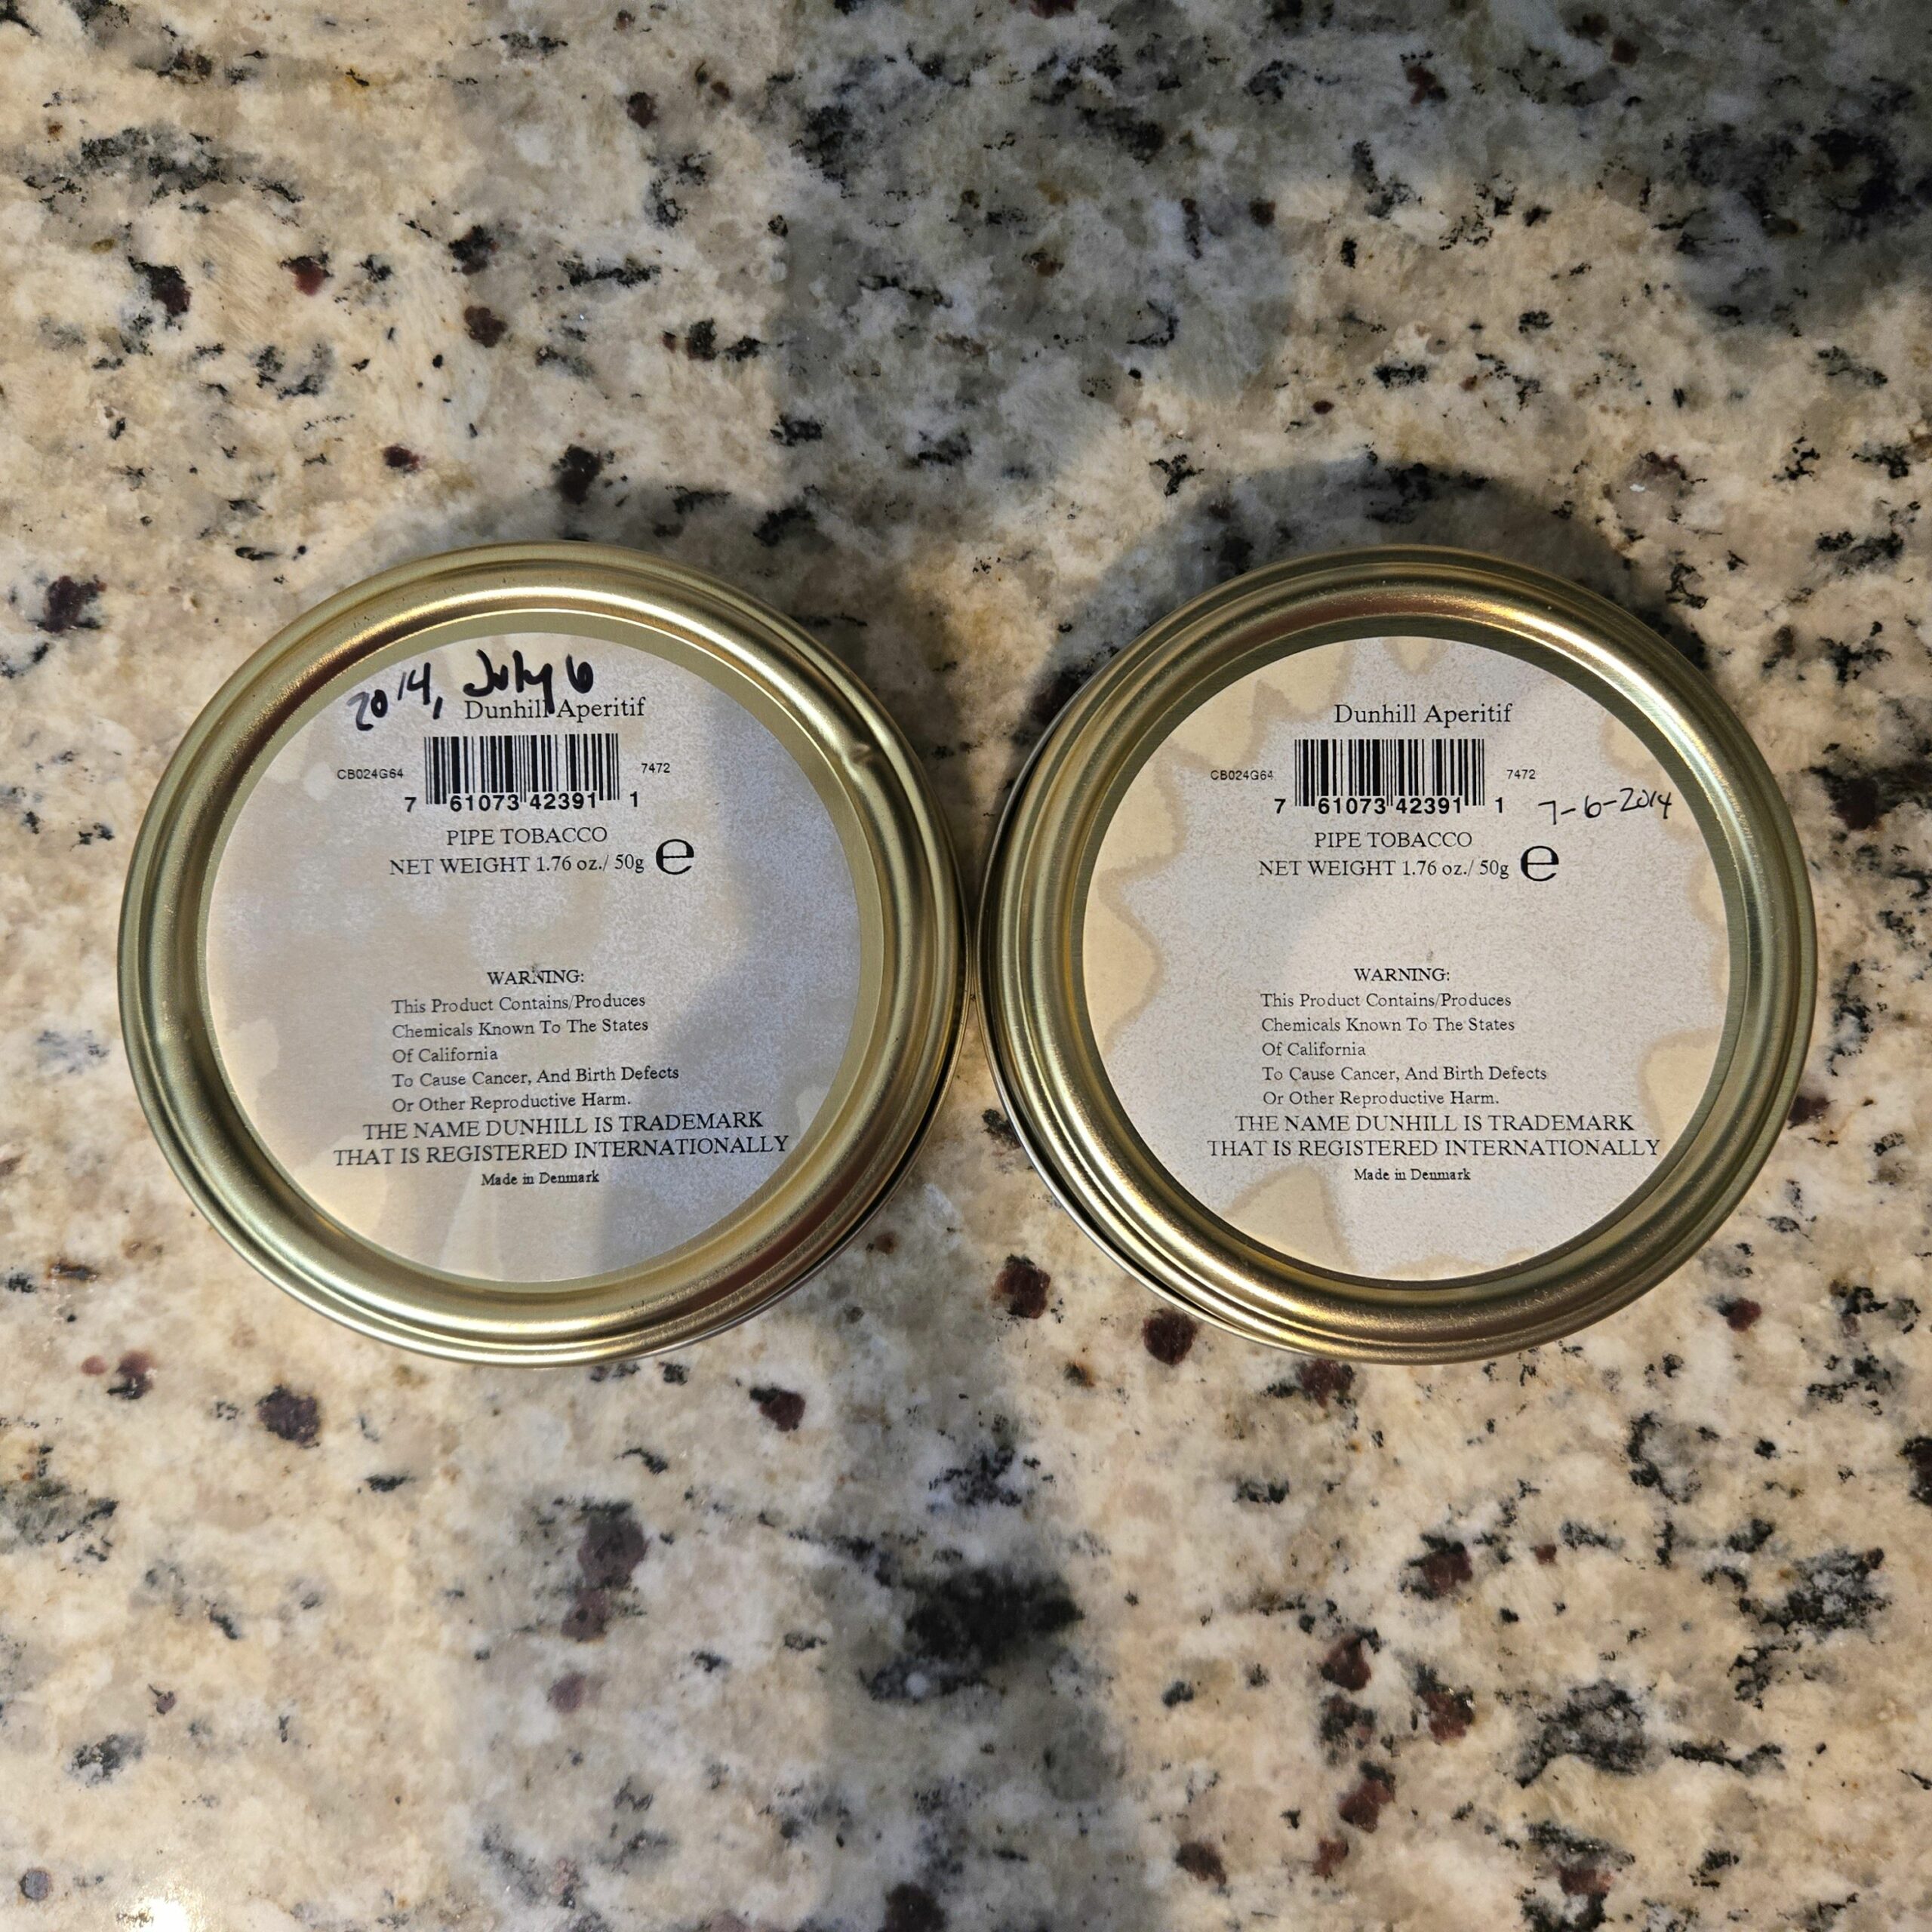 2014, July 6
Dunhill Aperitif
CB024G64
7472
7 61073 42391 1
PIPE TOBACCO
NET WEIGHT 1.76 oz./ 50g e
WARNING:
This Product Contains/Produces
Chemicals Known To The States
Of California
To Cause Cancer, And Birth Defects
Or Other Reproductive Harm.
THE NAME DUNHILL IS TRADEMARK
THAT IS REGISTERED INTERNATIONALLY
Made in Denmark
Dunhill Aperitif
CB024G64
7472
7 61073 42391 1
7-6-2014
PIPE TOBACCO
NET WEIGHT 1.76 oz./ 50g e
WARNING:
This Product Contains/Produces
Chemicals Known To The States
Of California
To Cause Cancer, And Birth Defects
Or Other Reproductive Harm.
THE NAME DUNHILL IS TRADEMARK
THAT IS REGISTERED INTERNATIONALLY
Made in Denmark